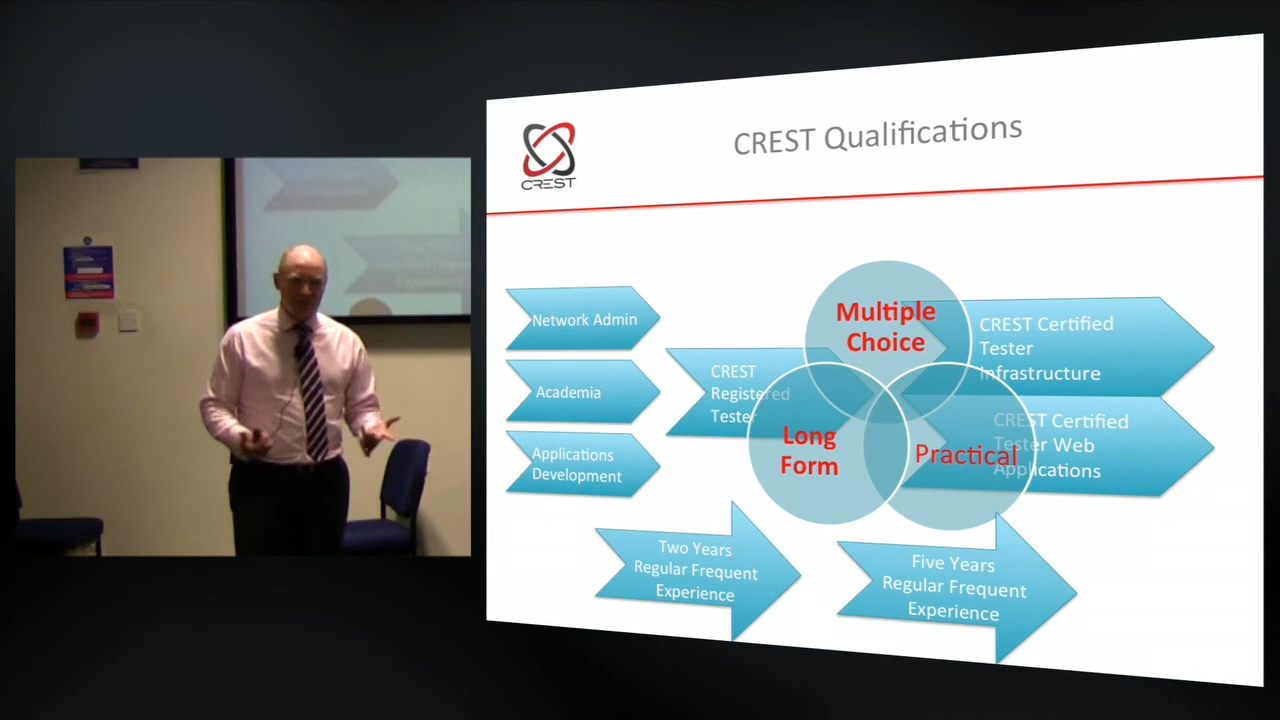 CREST
CREST Qualifications
Network Admin
Academia
Applications
Development
CREST
Registered
Tester
Multiple
Choice
Long
Form
Practical
CREST Certified
Tester
Infrastructure
CREST Certified
Tester Web
Applications
Two Years
Regular Frequent
Experience
Five Years
Regular Frequent
Experience